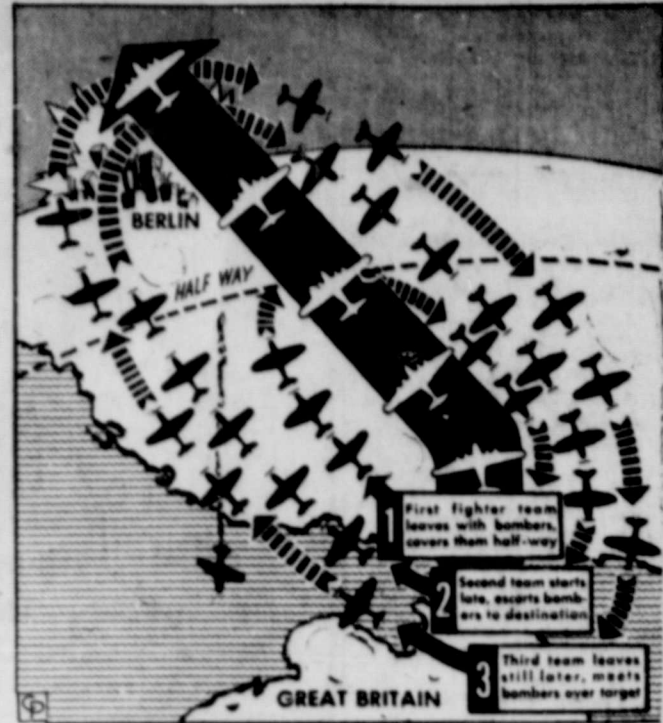 BERLIN
HALF WAY
1
First fighter team
leaves with bombers,
covers them half-way
2
Second team starts
late, escorts bomb-
ers to destination
3
Third team leaves
still later, meets
bombers over target
GREAT BRITAIN
CP